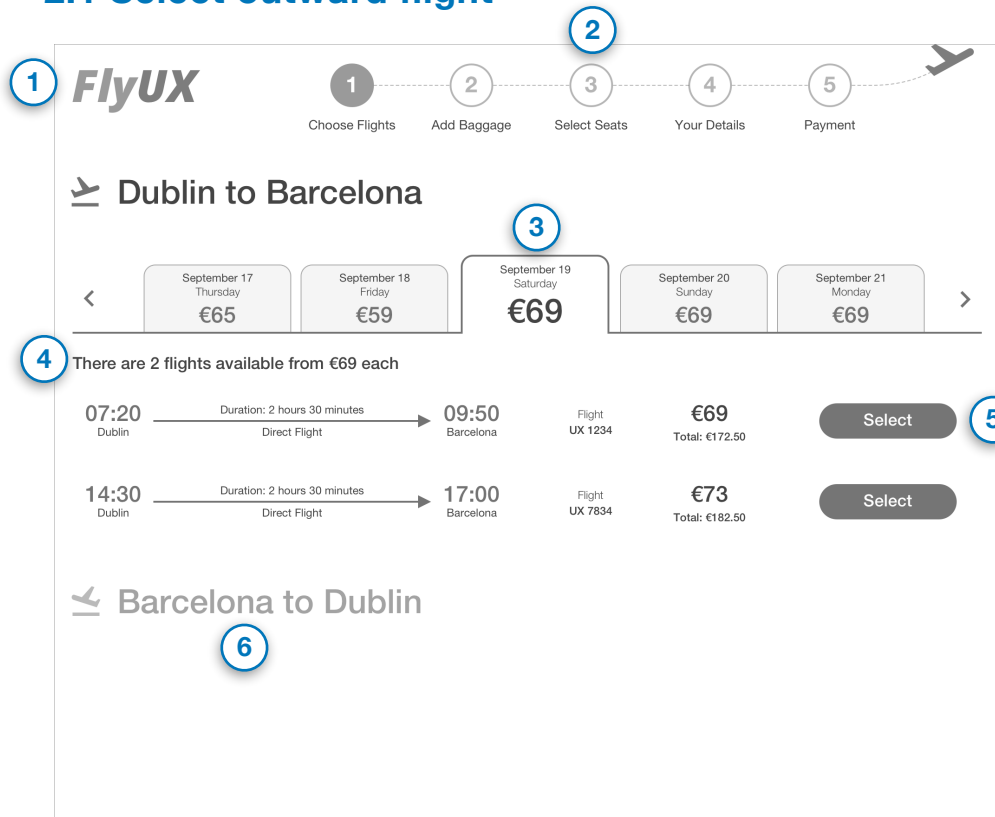 2.1 Select outward flight
2
1
FlyUX
1
2
3
4
5
Choose Flights
Add Baggage
Select Seats
Your Details
Payment
Dublin to Barcelona
3
September 17
Thursday
€65
September 18
Friday
€59
September 19
Saturday
€69
September 20
Sunday
€69
September 21
Monday
€69
4
There are 2 flights available from €69 each
07:20
Dublin
Duration: 2 hours 30 minutes
Direct Flight
09:50
Barcelona
Flight
UX 1234
€69
Total: €172.50
Select
5
14:30
Dublin
Duration: 2 hours 30 minutes
Direct Flight
17:00
Barcelona
Flight
UX 7834
€73
Total: €182.50
Select
Barcelona to Dublin
6